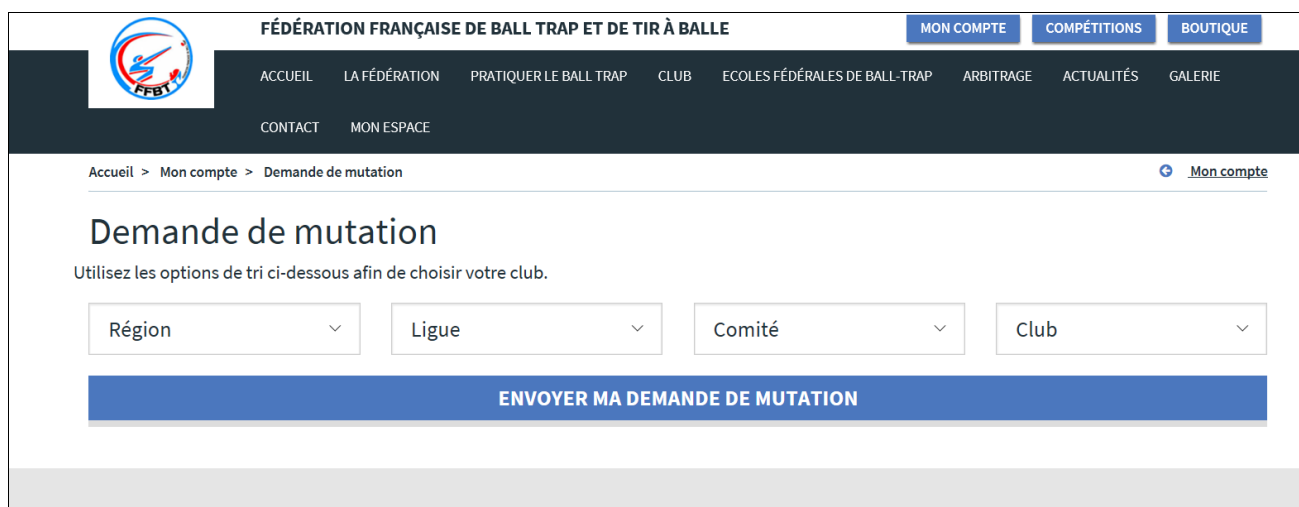 FÉDÉRATION FRANÇAISE DE BALL TRAP ET DE TIR À BALLE
MON COMPTE
COMPÉTITIONS
BOUTIQUE
FFBT
ACCUEIL LA FÉDÉRATION PRATIQUER LE BALL TRAP CLUB ECOLES FÉDÉRALES DE BALL-TRAP ARBITRAGE ACTUALITÉS GALERIE
CONTACT MON ESPACE
Accueil > Mon compte > Demande de mutation
Mon compte
Demande de mutation
Utilisez les options de tri ci-dessous afin de choisir votre club.
Région
Ligue
Comité
Club
ENVOYER MA DEMANDE DE MUTATION